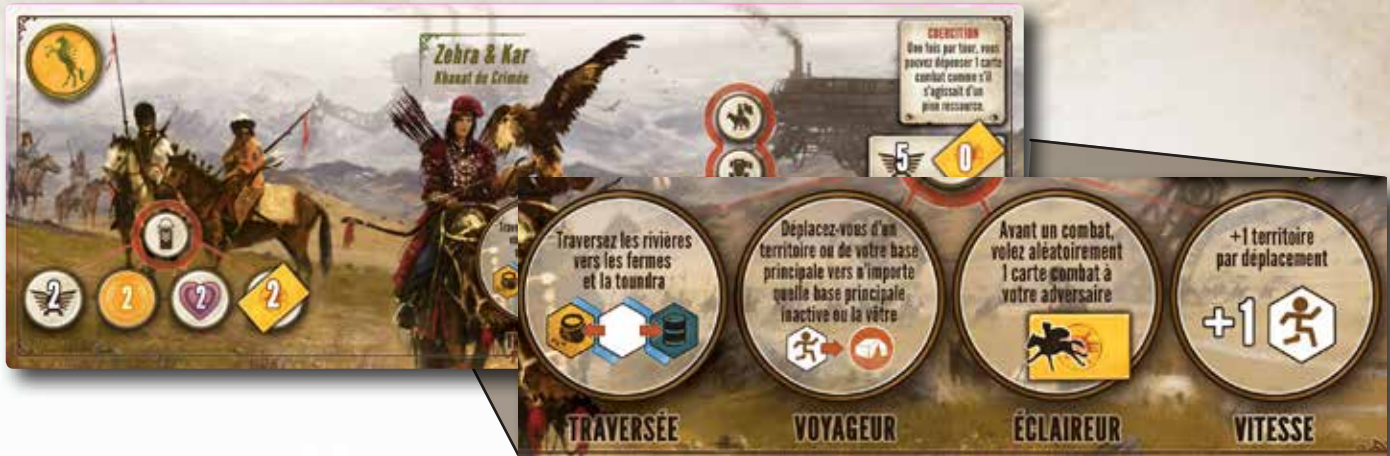 Zehra & Kar
Khanat de Crimée
COERCITION
Une fois par tour, vous
pouvez dépenser 1 carte
combat comme s'il
s'agissait d'un
pion ressource.
5
0
2
2
2
2
Traversez les rivières
vers les fermes
et la toundra
TRAVERSÉE
Déplacez-vous d'un
territoire ou de votre base
principale vers n'importe
quelle base principale
inactive ou la vôtre
VOYAGEUR
Avant un combat,
volez aléatoirement
1 carte combat à
votre adversaire
ÉCLAIREUR
+1 territoire
par déplacement
+1
VITESSE